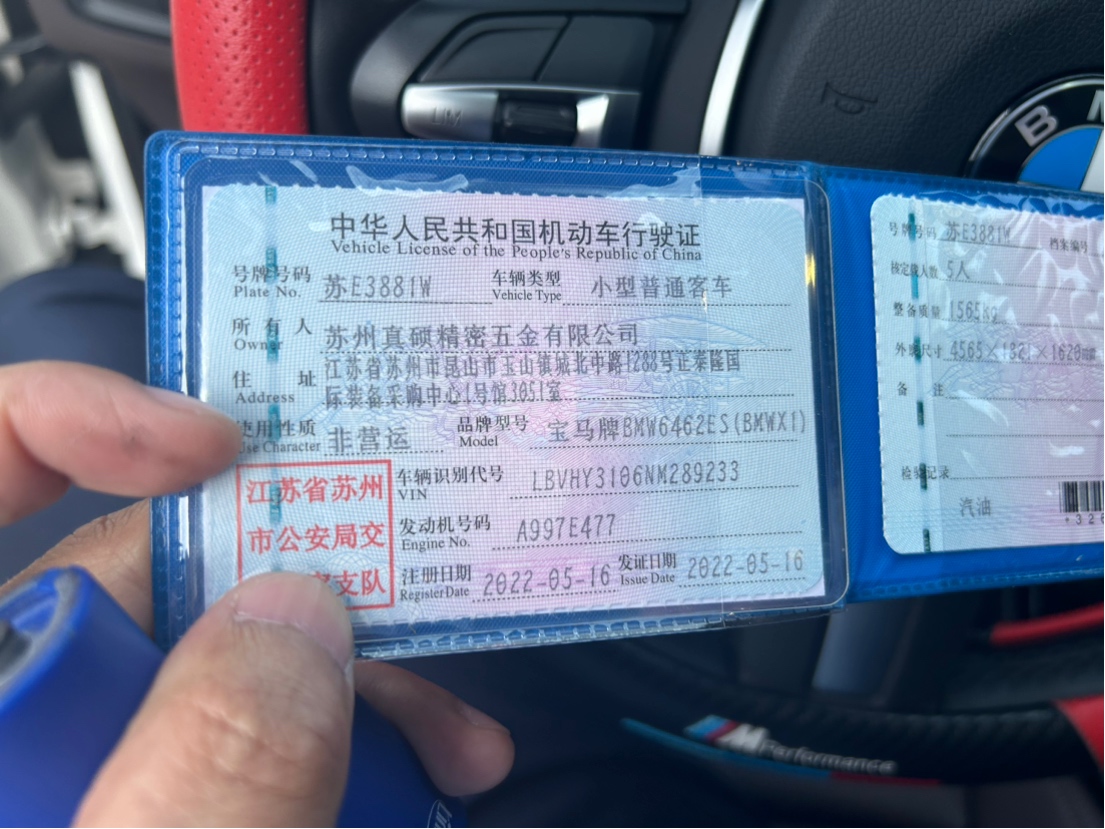 LIM
B M
中华人民共和国机动车行驶证
Vehicle License of the People's Republic of China
号牌号码 苏E3881W 车辆类型 小型普通客车
Plate No. Vehicle Type
所有人 苏州真硕精密五金有限公司
Owner
住址 江苏省苏州市昆山市玉山镇城北中路1288号正泰隆国
Address 际装备采购中心1号馆3051室
使用性质 非营运 品牌型号 宝马牌BMW6462ES(BMWX1)
Use Character Model
江苏省苏州
市公安局交
支队
车辆识别代号 LBVHY3106NM289233
VIN
发动机号码 A997E477
Engine No.
注册日期 2022-05-16 发证日期 2022-05-16
Register Date Issue Date
号牌号码 苏E3881W 档案编号
核定载人数 5人
整备质量 1565kg
外廓尺寸 4565×1821×1620mm
备注
检验记录
汽油
*326
M Performance